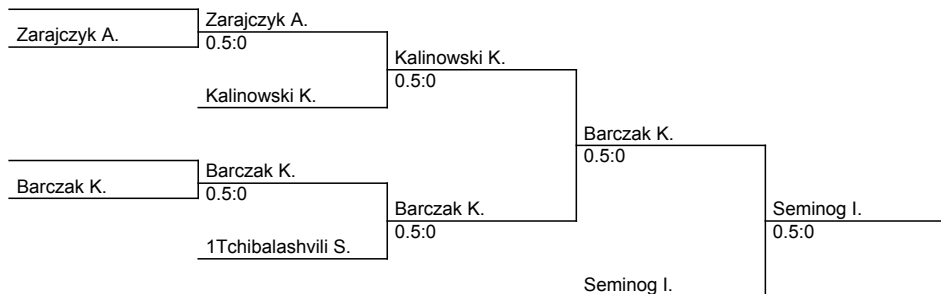 Zarajczyk A.
Zarajczyk A.
0.5:0
Kalinowski K.
0.5:0
Kalinowski K.
Barczak K.
0.5:0
Barczak K.
Barczak K.
0.5:0
Barczak K.
0.5:0
Seminog I.
0.5:0
1Tchibalashvili S.
Seminog I.